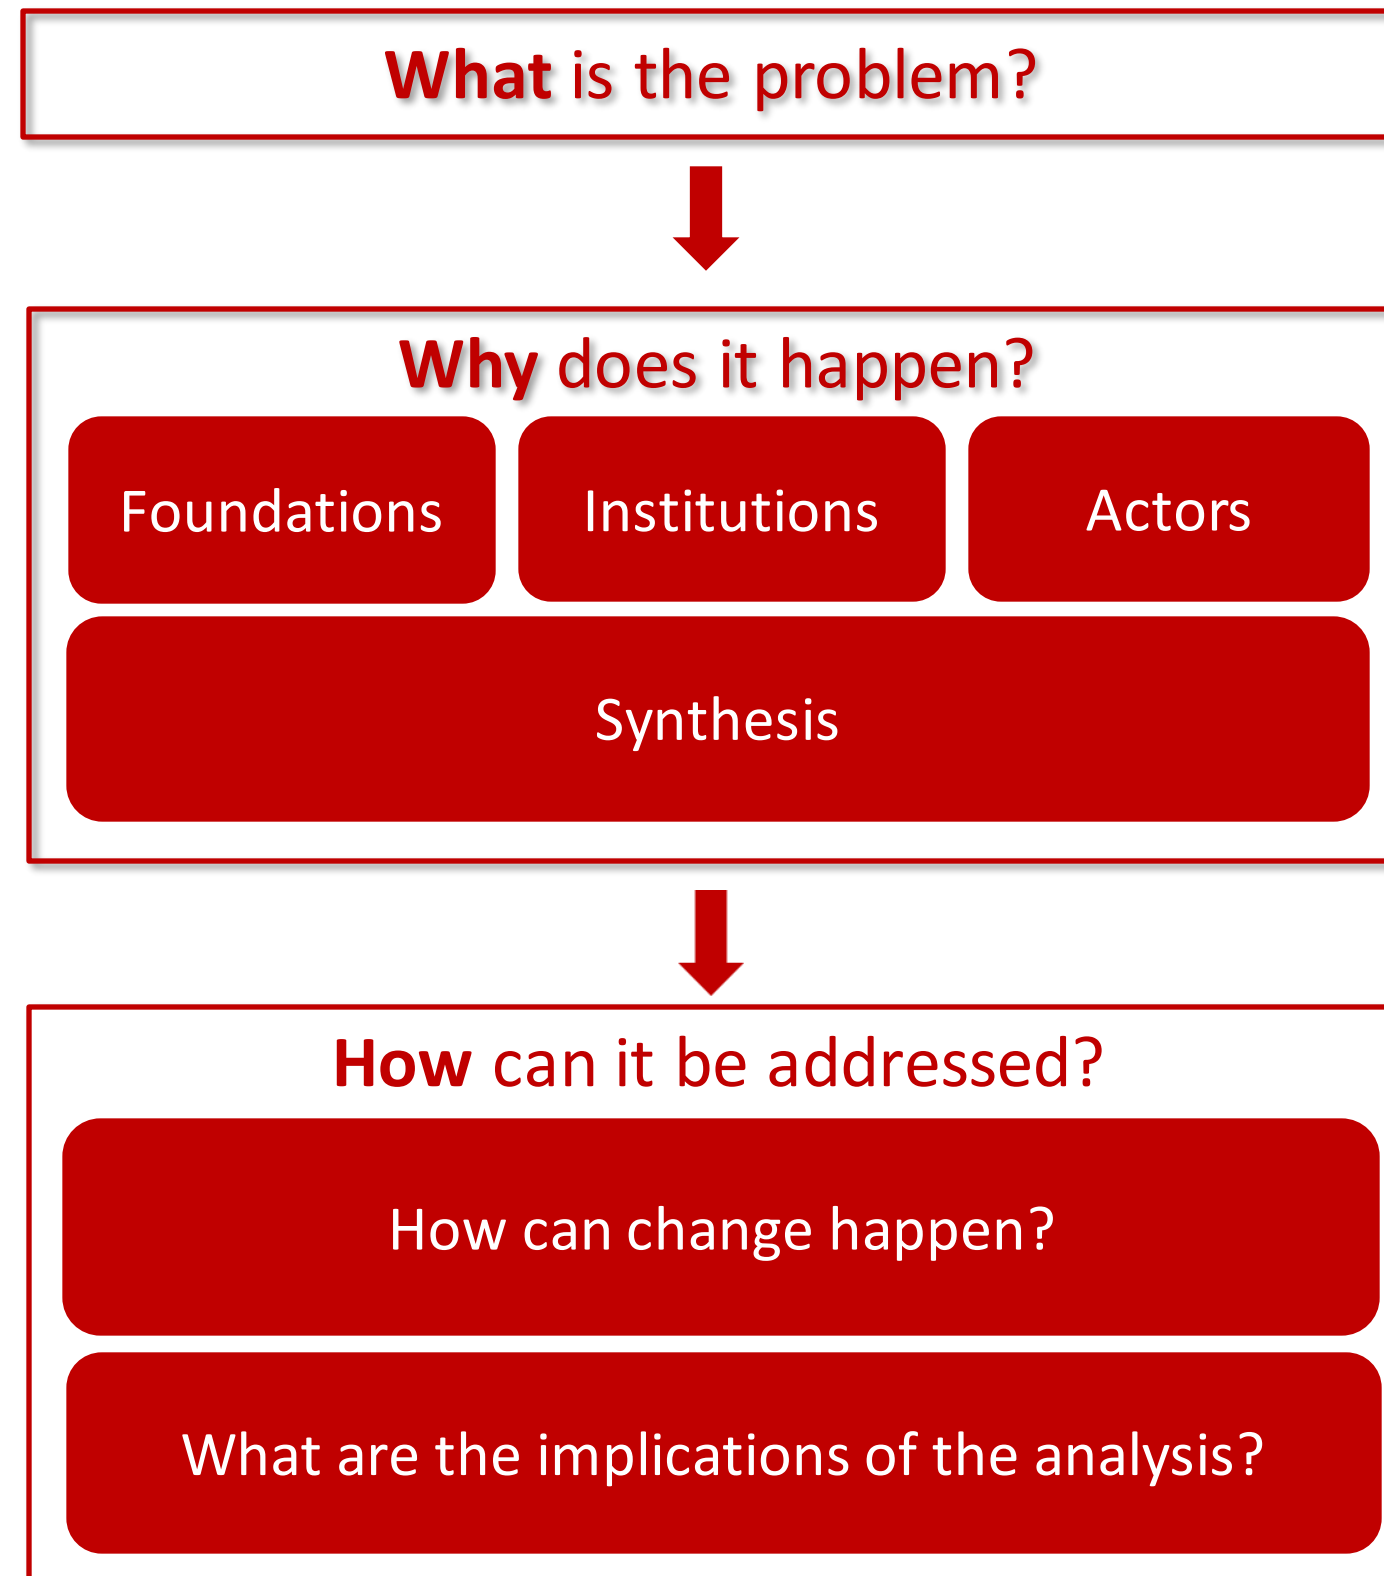 What is the problem?
Why does it happen?
Foundations
Institutions
Actors
Synthesis
How can it be addressed?
How can change happen?
What are the implications of the analysis?